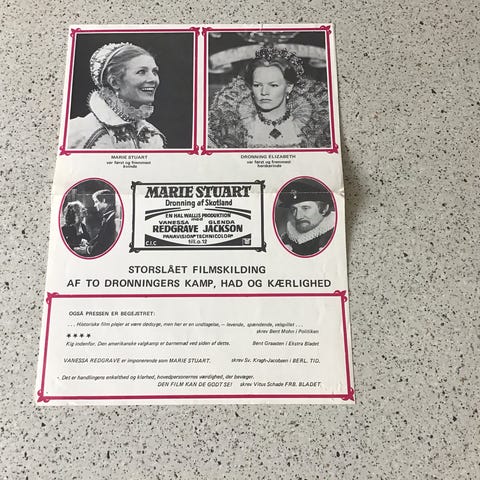 MARIE STUART
var først og fremmest
kvinde
DRONNING ELIZABETH
var først og fremmest
herskerinde
MARIE STUART
Dronning af Skotland
EN HAL WALLIS PRODUKTION
med
VANESSA GLENDA
REDGRAVE JACKSON
PANAVISION® TECHNICOLOR®
C.I.C. till.o. 12
STORSLÅET FILMSKILDING
AF TO DRONNINGERS KAMP, HAD OG KÆRLIGHED
OGSÅ PRESSEN ER BEGEJSTRET:
. . . Historiske film plejer at være dødssyge, men her er en undtagelse, – levende, spændende, velspillet . . .
skrev Bent Mohn i Politiken
★★★★
Kig indenfor. Den amerikanske valgkamp er barnemad ved siden af dette. Bent Grasten i Ekstra Bladet
VANESSA REDGRAVE er imponerende som MARIE STUART. skrev Sv. Kragh-Jacobsen i BERL. TID.
. Det er handlingens enkelthed og klarhed, hovedpersonernes værdighed, der bevæger.
DEN FILM KAN DE GODT SE! skrev Vitus Schade FRB. BLADET.